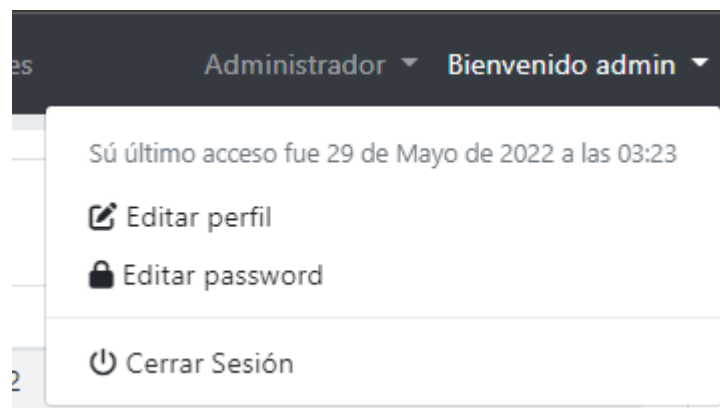 es Administrador Bienvenido admin
Sú último acceso fue 29 de Mayo de 2022 a las 03:23
Editar perfil
Editar password
Cerrar Sesión
2